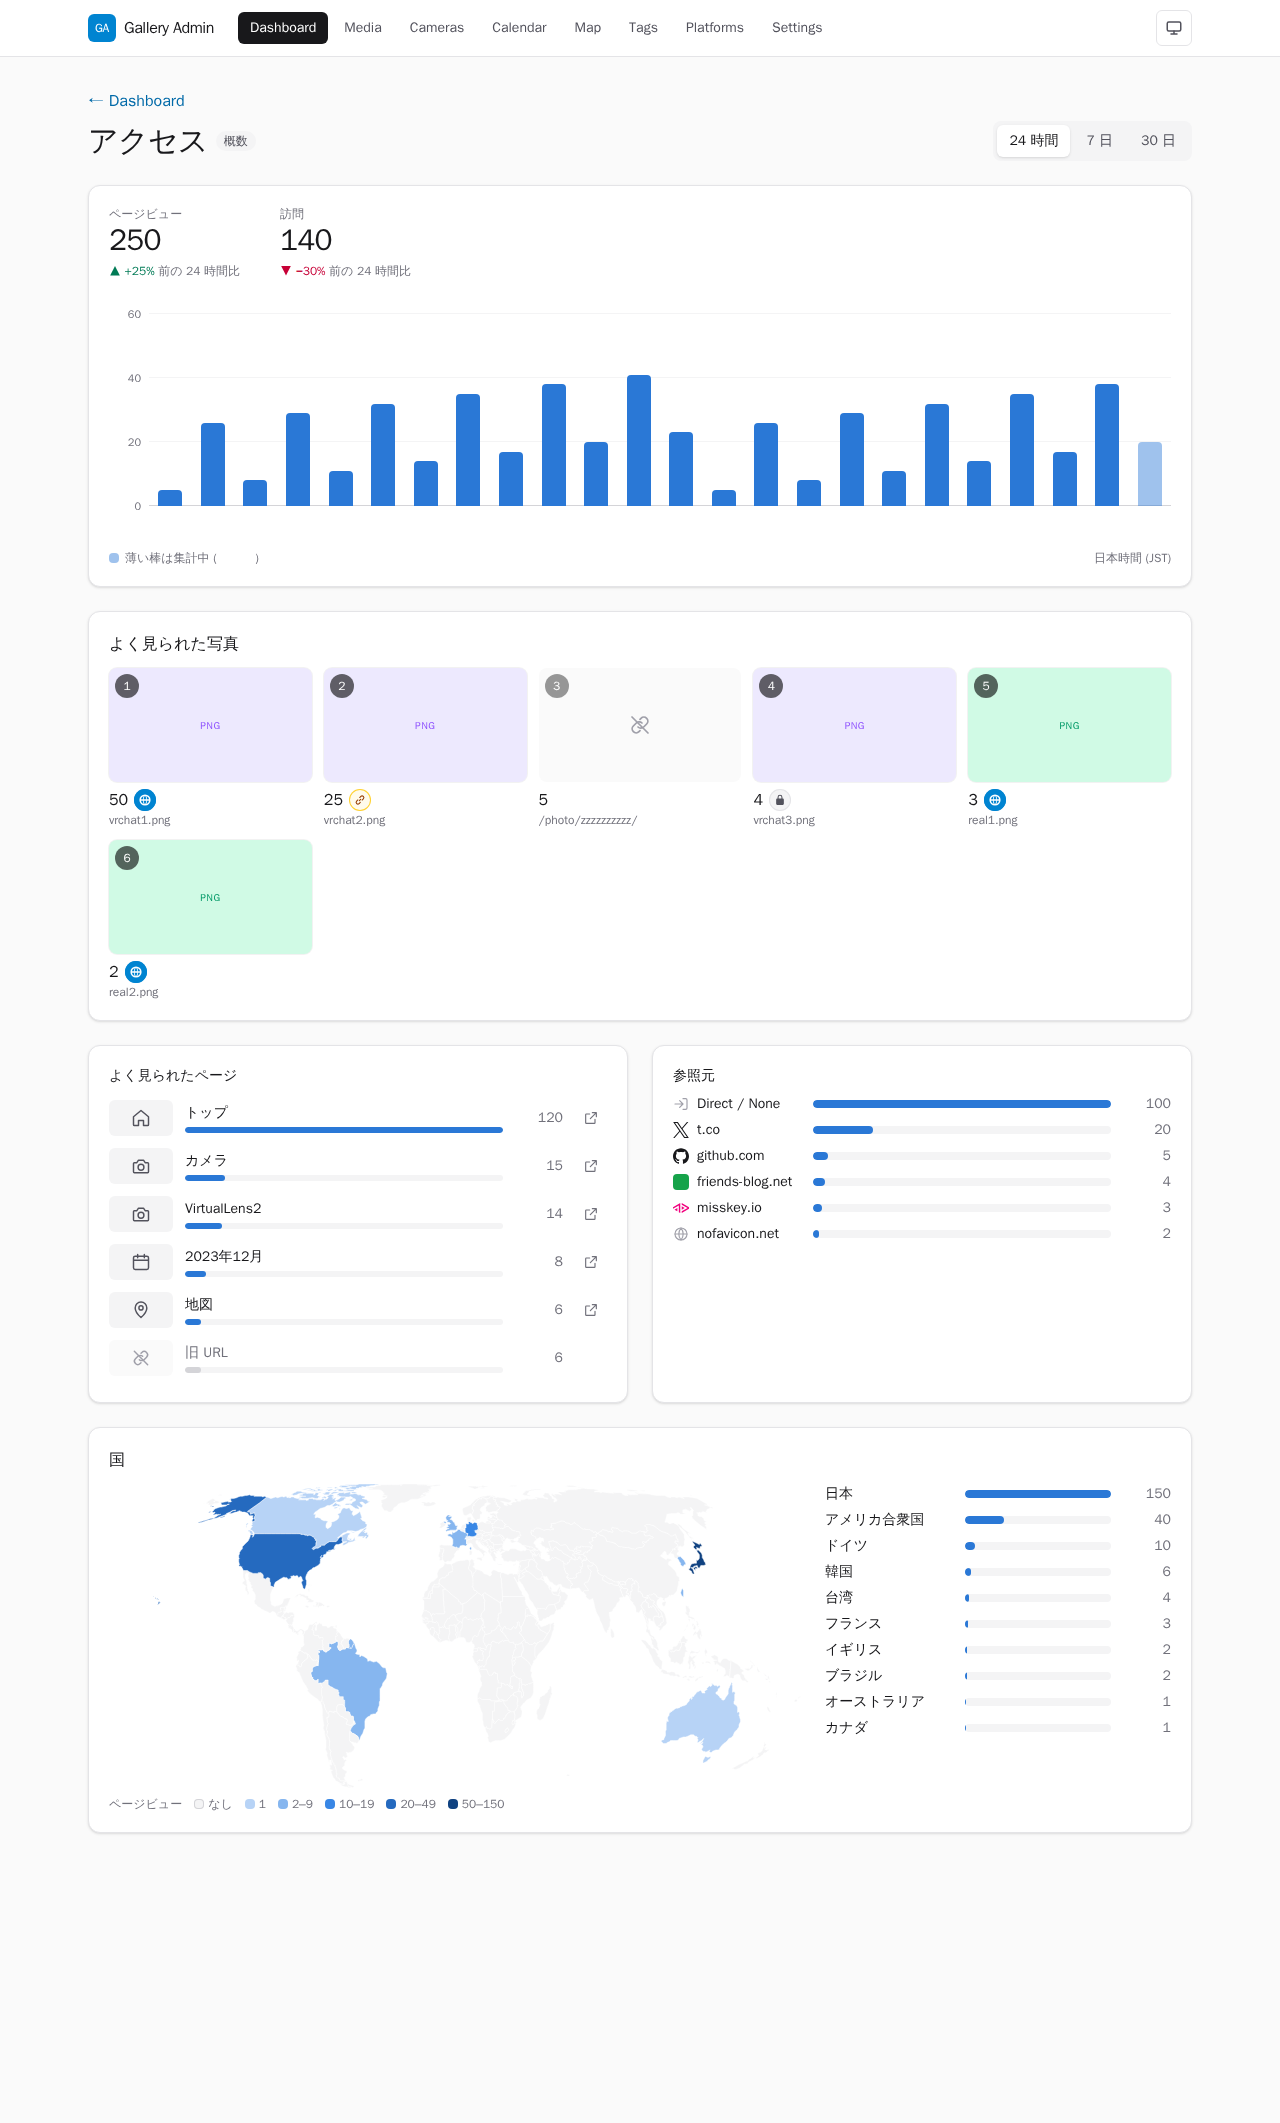 GA Gallery Admin Dashboard Media Cameras Calendar Map Tags Platforms Settings
← Dashboard
アクセス 概数 24 時間 7 日 30 日
ページビュー 訪問
250 140
▲ +25% 前の 24 時間比 ▼ −30% 前の 24 時間比
60
40
20
0
薄い棒は集計中 ( ) 日本時間 (JST)
よく見られた写真
1 2 3 4 5
PNG PNG PNG PNG
50 25 5 4 3
vrchat1.png vrchat2.png /photo/zzzzzzzzzz/ vrchat3.png real1.png
6
PNG
2
real2.png
よく見られたページ
トップ 120
カメラ 15
VirtualLens2 14
2023年12月 8
地図 6
旧 URL 6
参照元
Direct / None 100
t.co 20
github.com 5
friends-blog.net 4
misskey.io 3
nofavicon.net 2
国
日本 150
アメリカ合衆国 40
ドイツ 10
韓国 6
台湾 4
フランス 3
イギリス 2
ブラジル 2
オーストラリア 1
カナダ 1
ページビュー なし 1 2–9 10–19 20–49 50–150